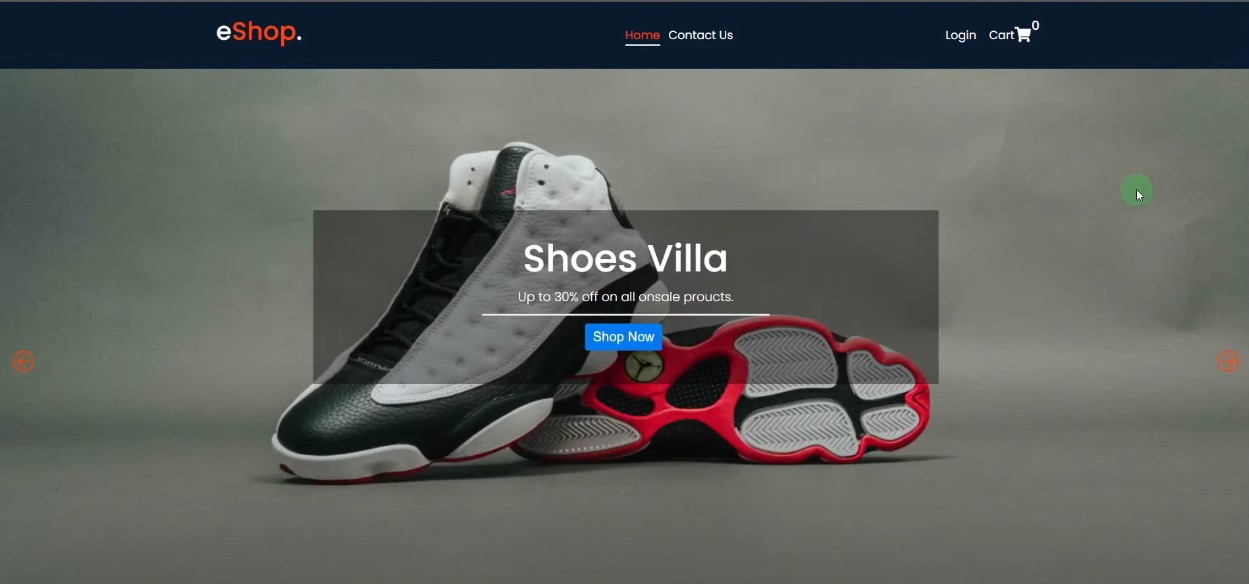 eShop.
Home Contact Us
Login Cart 0
Shoes Villa
Up to 30% off on all onsale proucts.
Shop Now